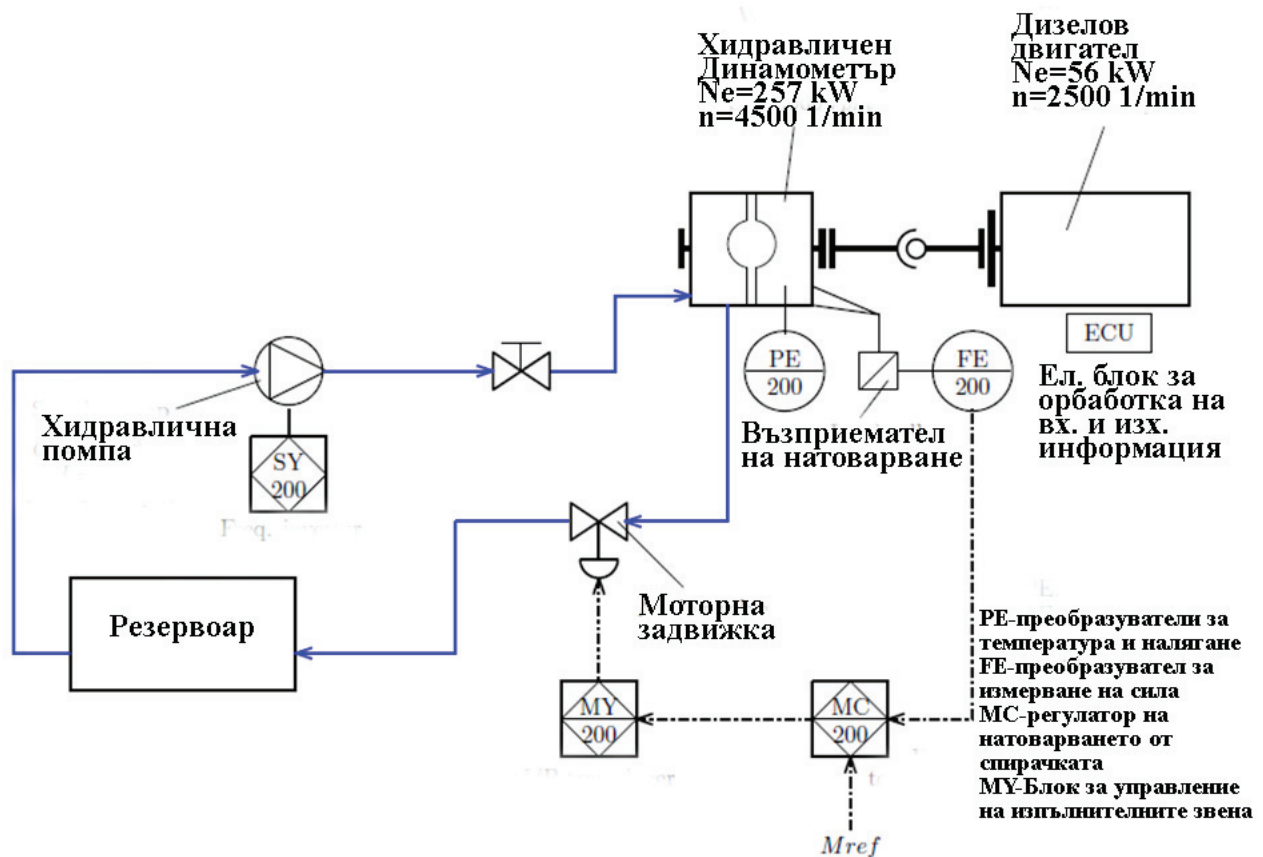 Хидравличен
Динамометър
Ne=257 kW
n=4500 1/min
Дизелов
двигател
Ne=56 kW
n=2500 1/min
ECU
PE
200
FE
200
Ел. блок за
орбаботка на
вх. и изх.
информация
Възприемател
на натоварване
Хидравлична
помпа
SY
200
Моторна
задвижка
Резервоар
MY
200
MC
200
Mref
PE-преобразуватели за
температура и налягане
FE-преобразувател за
измерване на сила
MC-регулатор на
натоварването от
спирачката
MY-Блок за управление
на изпълнителните звена